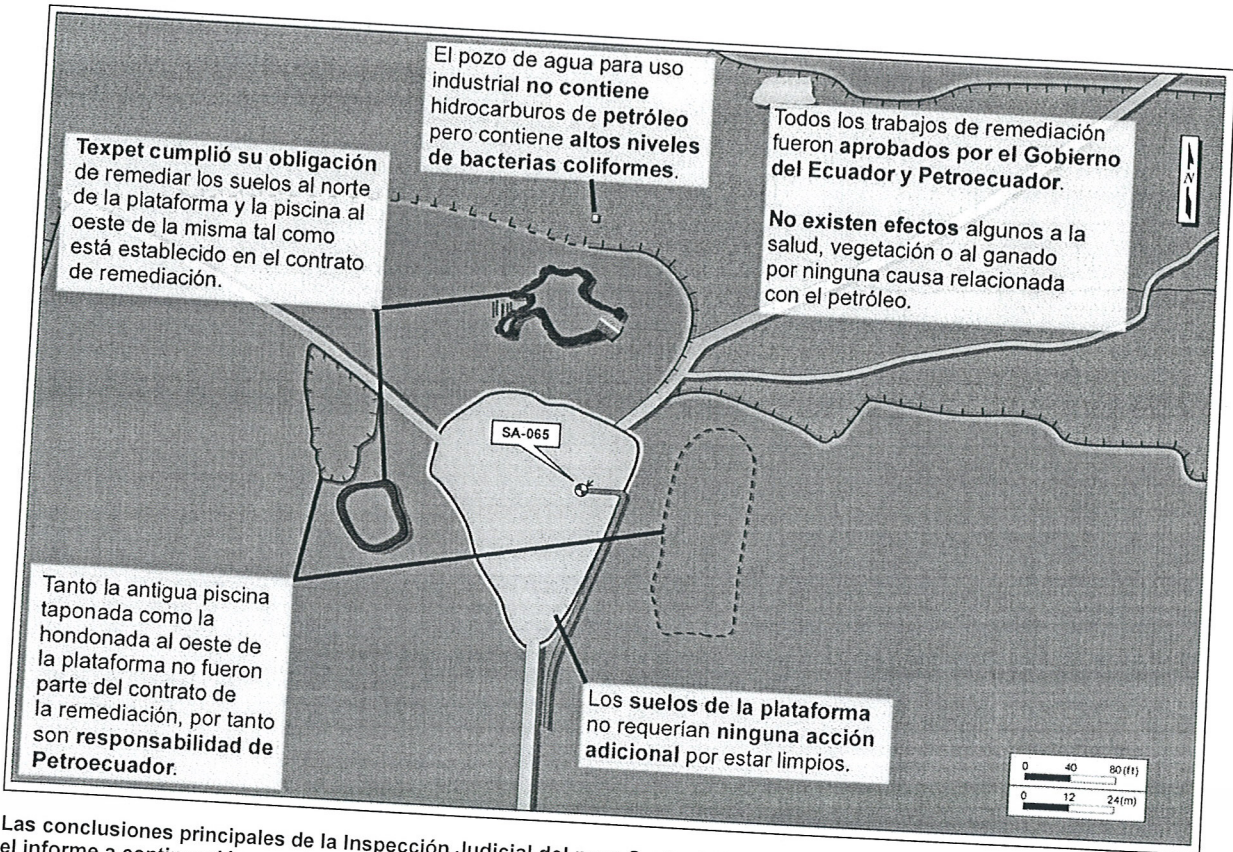 El pozo de agua para uso
industrial no contiene
hidrocarburos de petróleo
pero contiene altos niveles
de bacterias coliformes.
Todos los trabajos de remediación
fueron aprobados por el Gobierno
del Ecuador y Petroecuador.
No existen efectos algunos a la
salud, vegetación o al ganado
por ninguna causa relacionada
con el petróleo.
N
Texpet cumplió su obligación
de remediar los suelos al norte
de la plataforma y la piscina al
oeste de la misma tal como
está establecido en el contrato
de remediación.
SA-065
Tanto la antigua piscina
taponada como la
hondonada al oeste de
la plataforma no fueron
parte del contrato de
la remediación, por tanto
son responsabilidad de
Petroecuador.
Los suelos de la plataforma
no requerían ninguna acción
adicional por estar limpios.
0 40 80(ft)
0 12 24(m)
Las conclusiones principales de la Inspección Judicial del
el informe a